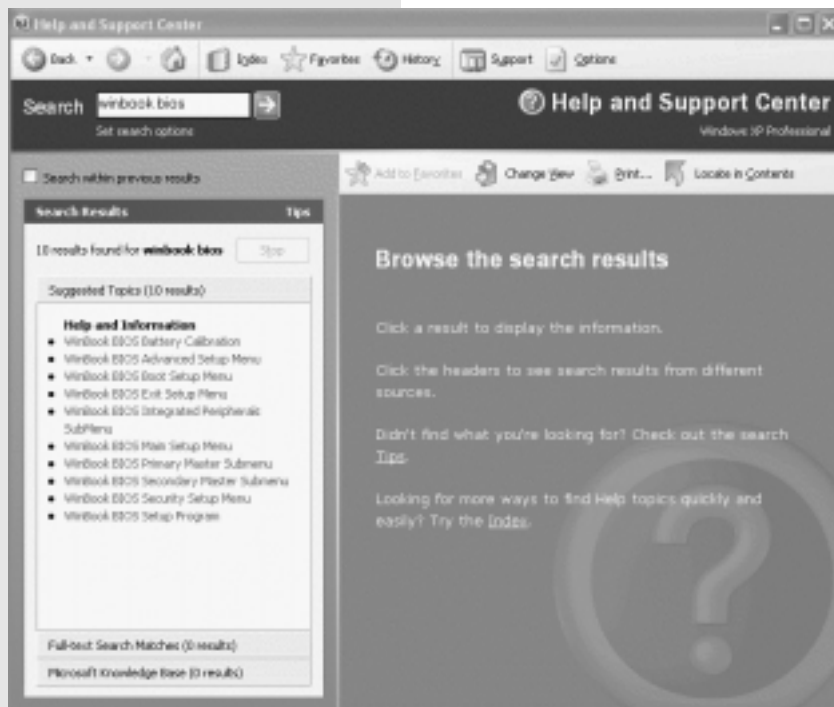 Help and Support Center
Back Index Favorites History Support Options
Search winbook bios
Set search options
Help and Support Center
Windows XP Professional
Search within previous results
Add to Favorites Change View Print... Locate in Contents
Search Results Tips
10 results found for winbook bios Stop
Suggested Topics (10 results)
Help and Information
WinBook BIOS Battery Calibration
WinBook BIOS Advanced Setup Menu
WinBook BIOS Boot Setup Menu
WinBook BIOS Exit Setup Menu
WinBook BIOS Integrated Peripherals
SubMenu
WinBook BIOS Main Setup Menu
WinBook BIOS Primary Master Submenu
WinBook BIOS Secondary Master Submenu
WinBook BIOS Security Setup Menu
WinBook BIOS Setup Program
Full-text Search Matches (0 results)
Microsoft Knowledge Base (0 results)
Browse the search results
Click a result to display the information.
Click the headers to see search results from different
sources.
Didn't find what you're looking for? Check out the search
Tips.
Looking for more ways to find Help topics quickly and
easily? Try the Index.